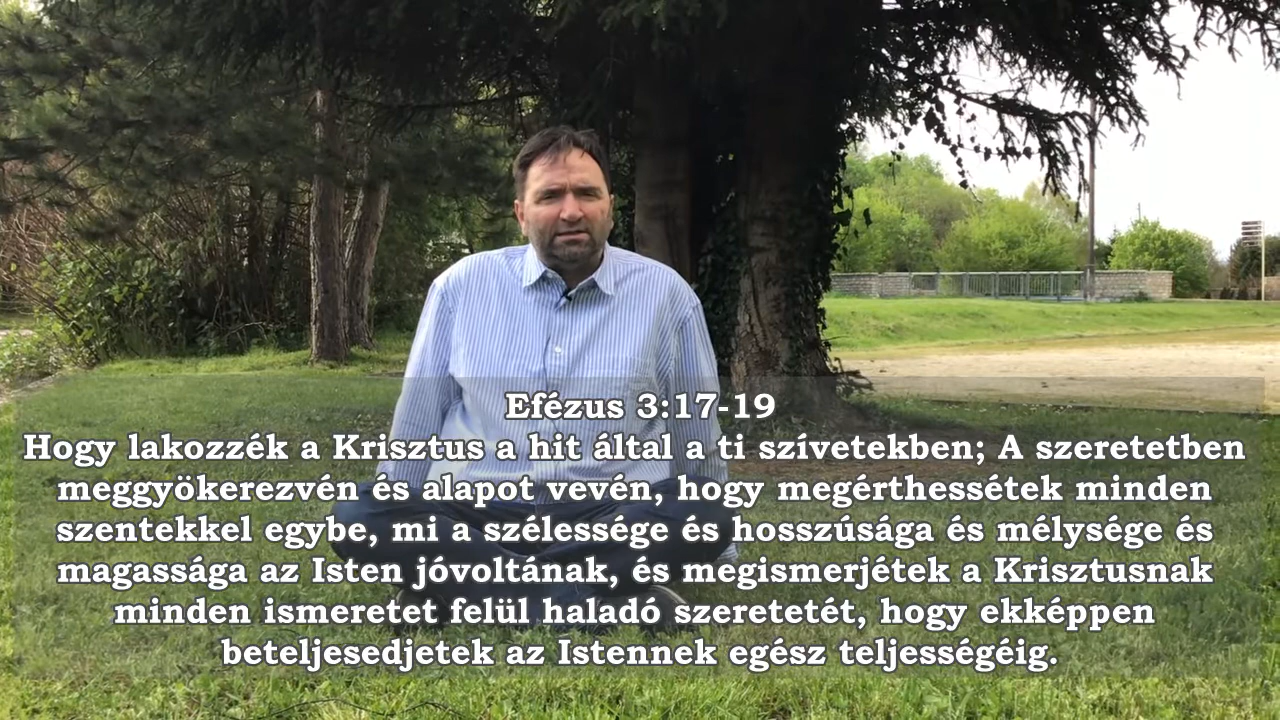 Efézus 3:17-19
Hogy lakozzék a Krisztus a hit által a ti szívetekben; A szeretetben
meggyökerezvén és alapot vevén, hogy megérthessétek minden
szentekkel egybe, mi a szélessége és hosszúsága és mélysége és
magassága az Isten jóvoltának, és megismerjétek a Krisztusnak
minden ismeretet felül haladó szeretetét, hogy ekképpen
beteljesedjetek az Istennek egész teljességéig.